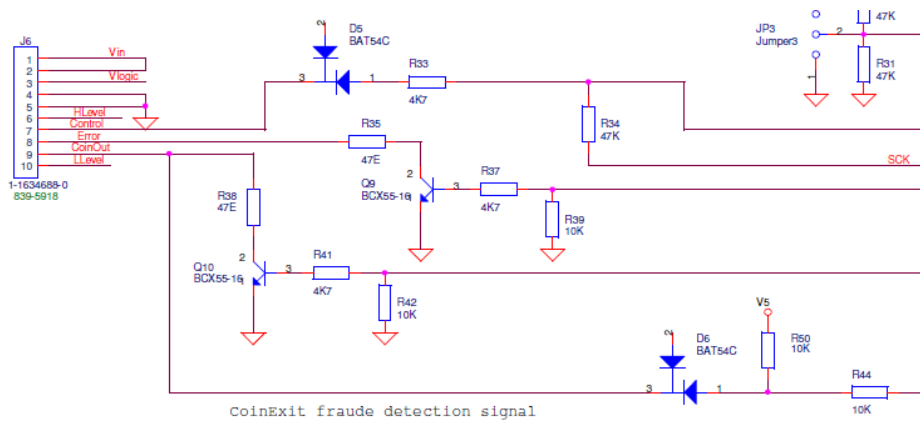 J6
1
2
3
4
5
6
7
8
9
10
Vin
Vlogic
HLevel
Control
Error
CoinOut
LLevel
1-1634688-0
839-5918
2
D5
BAT54C
3
1
R33
4K7
R34
47K
JP3
Jumper3
2
1
47K
R31
47K
SCK
R35
47E
Q9
BCX55-16
2
1
3
R37
4K7
R39
10K
R38
47E
Q10
BCX55-16
2
1
3
R41
4K7
R42
10K
2
D6
BAT54C
3
1
V5
R50
10K
R44
10K
CoinExit fraude detection signal